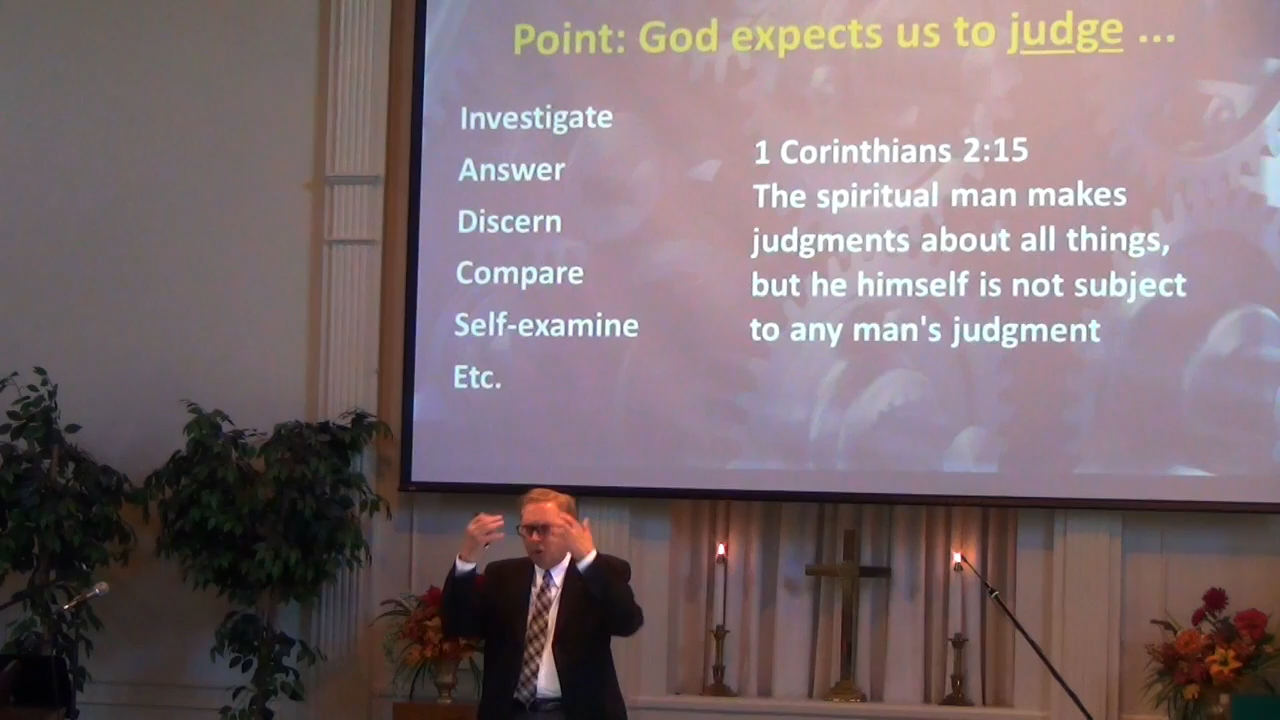 Point: God expects us to judge ...
Investigate
Answer
Discern
Compare
Self-examine
Etc.
1 Corinthians 2:15
The spiritual man makes
judgments about all things,
but he himself is not subject
to any man's judgment